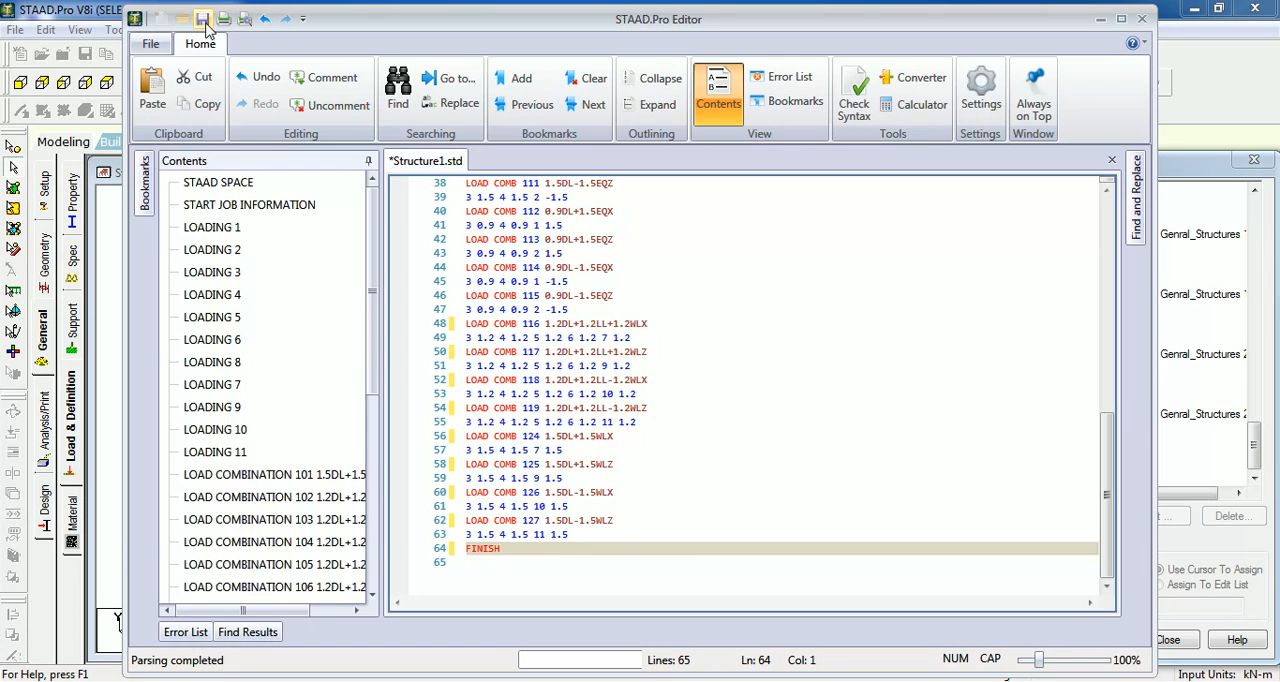 STAAD.Pro V8i (SELE
File Edit View Too
STAAD.Pro Editor
File Home
Paste Cut Copy
Clipboard
Undo Comment
Redo Uncomment
Editing
Find Go to... Replace
Searching
Add Clear
Previous Next
Bookmarks
Collapse
Expand
Outlining
Contents Error List
Bookmarks
View
Check Syntax Converter
Calculator
Tools
Settings
Settings
Always on Top
Window
Modeling Buil
Setup
Geometry
General
Analysis/Print
Design
Property
Spec
Support
Load & Definition
Material
Bookmarks
Contents
STAAD SPACE
START JOB INFORMATION
LOADING 1
LOADING 2
LOADING 3
LOADING 4
LOADING 5
LOADING 6
LOADING 8
LOADING 7
LOADING 9
LOADING 10
LOADING 11
LOAD COMBINATION 101 1.5DL+1.5
LOAD COMBINATION 102 1.2DL+1.2
LOAD COMBINATION 103 1.2DL+1.2
LOAD COMBINATION 104 1.2DL+1.2
LOAD COMBINATION 105 1.2DL+1.2
LOAD COMBINATION 106 1.2DL+1.2
*Structure1.std
38 LOAD COMB 111 1.5DL-1.5EQZ
39 3 1.5 4 1.5 2 -1.5
40 LOAD COMB 112 0.9DL+1.5EQX
41 3 0.9 4 0.9 1 1.5
42 LOAD COMB 113 0.9DL+1.5EQZ
43 3 0.9 4 0.9 2 1.5
44 LOAD COMB 114 0.9DL-1.5EQX
45 3 0.9 4 0.9 1 -1.5
46 LOAD COMB 115 0.9DL-1.5EQZ
47 3 0.9 4 0.9 2 -1.5
48 LOAD COMB 116 1.2DL+1.2LL+1.2WLX
49 3 1.2 4 1.2 5 1.2 6 1.2 7 1.2
50 LOAD COMB 117 1.2DL+1.2LL+1.2WLZ
51 3 1.2 4 1.2 5 1.2 6 1.2 9 1.2
52 LOAD COMB 118 1.2DL+1.2LL-1.2WLX
53 3 1.2 4 1.2 5 1.2 6 1.2 10 1.2
54 LOAD COMB 119 1.2DL+1.2LL-1.2WLZ
55 3 1.2 4 1.2 5 1.2 6 1.2 11 1.2
56 LOAD COMB 124 1.5DL+1.5WLX
57 3 1.5 4 1.5 7 1.5
58 LOAD COMB 125 1.5DL+1.5WLZ
59 3 1.5 4 1.5 9 1.5
60 LOAD COMB 126 1.5DL-1.5WLX
61 3 1.5 4 1.5 10 1.5
62 LOAD COMB 127 1.5DL-1.5WLZ
63 3 1.5 4 1.5 11 1.5
64 FINISH
65
Find and Replace
Genral_Structures
Genral_Structures
Genral_Structures 2
Genral_Structures 2
Delete...
Use Cursor To Assign
Assign To Edit List
Close Help
Error List Find Results
Parsing completed Lines: 65 Ln: 64 Col: 1 NUM CAP 100%
For Help, press F1 Input Units: kN-m